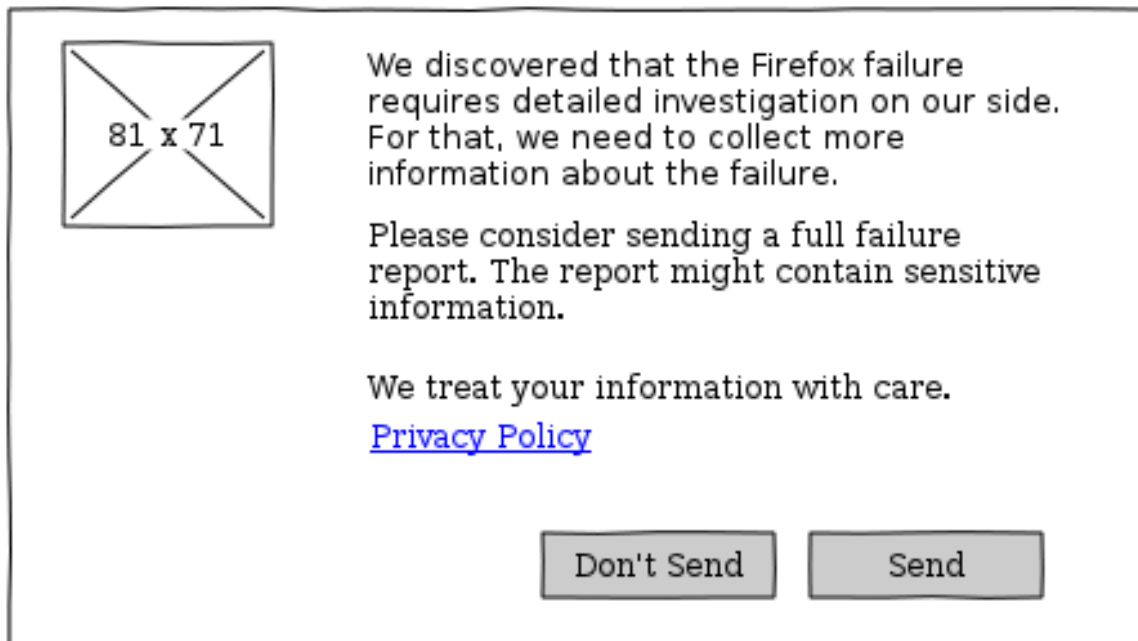 81 x 71
We discovered that the Firefox failure
requires detailed investigation on our side.
For that, we need to collect more
information about the failure.
Please consider sending a full failure
report. The report might contain sensitive
information.
We treat your information with care.
Privacy Policy
Don't Send
Send